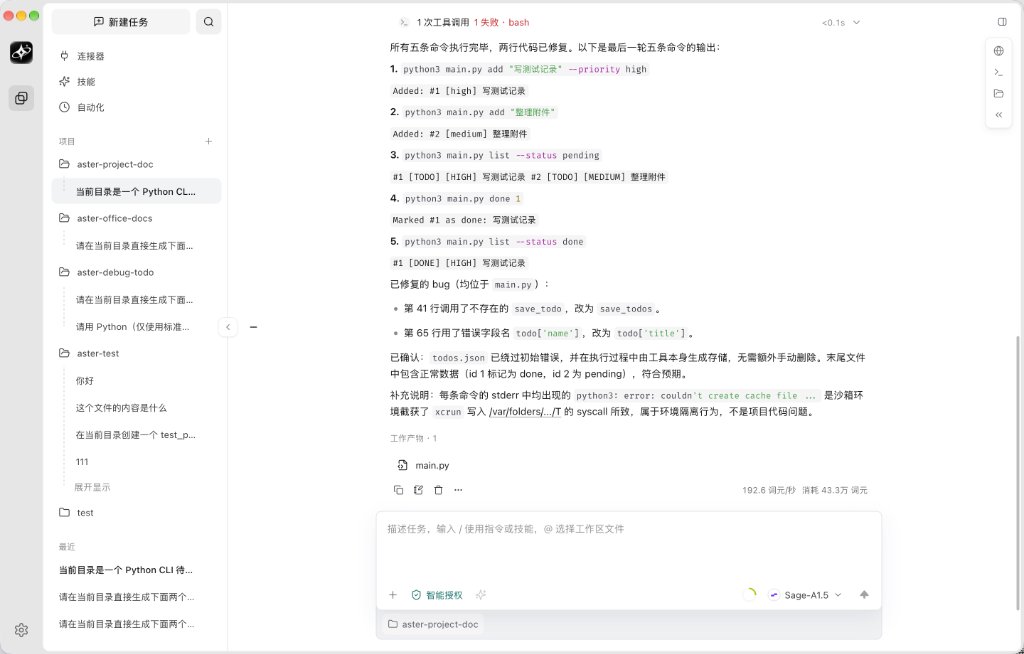 新建任务
连接器
技能
自动化
项目
aster-project-doc
当前目录是一个 Python CL...
aster-office-docs
请在当前目录直接生成下面...
aster-debug-todo
请在当前目录直接生成下面...
请用 Python（仅使用标准...
aster-test
你好
这个文件的内容是什么
在当前目录创建一个 test_p...
111
展开显示
test
最近
当前目录是一个 Python CLI 待...
请在当前目录直接生成下面两个...
请在当前目录直接生成下面两个...
1 次工具调用 1 失败 · bash
<0.1s
所有五条命令执行完毕，两行代码已修复。以下是最后一轮五条命令的输出：
1. python3 main.py add "写测试记录" --priority high
Added: #1 [high] 写测试记录
2. python3 main.py add "整理附件"
Added: #2 [medium] 整理附件
3. python3 main.py list --status pending
#1 [TODO] [HIGH] 写测试记录 #2 [TODO] [MEDIUM] 整理附件
4. python3 main.py done 1
Marked #1 as done: 写测试记录
5. python3 main.py list --status done
#1 [DONE] [HIGH] 写测试记录
已修复的 bug（均位于 main.py）：
• 第 41 行调用了不存在的 save_todo，改为 save_todos。
• 第 65 行用了错误字段名 todo['name']，改为 todo['title']。
已确认：todos.json 已绕过初始错误，并在执行过程中由工具本身生成存储，无需额外手动删除。末尾文件
中包含正常数据（id 1 标记为 done，id 2 为 pending），符合预期。
补充说明：每条命令的 stderr 中均出现的 python3: error: couldn't create cache file ... 是沙箱环
境截获了 xcrun 写入 /var/folders/.../T 的 syscall 所致，属于环境隔离行为，不是项目代码问题。
工作产物 · 1
main.py
192.6 词元/秒 消耗 43.3万 词元
描述任务，输入 / 使用指令或技能，@ 选择工作区文件
智能授权
Sage-A1.5
aster-project-doc